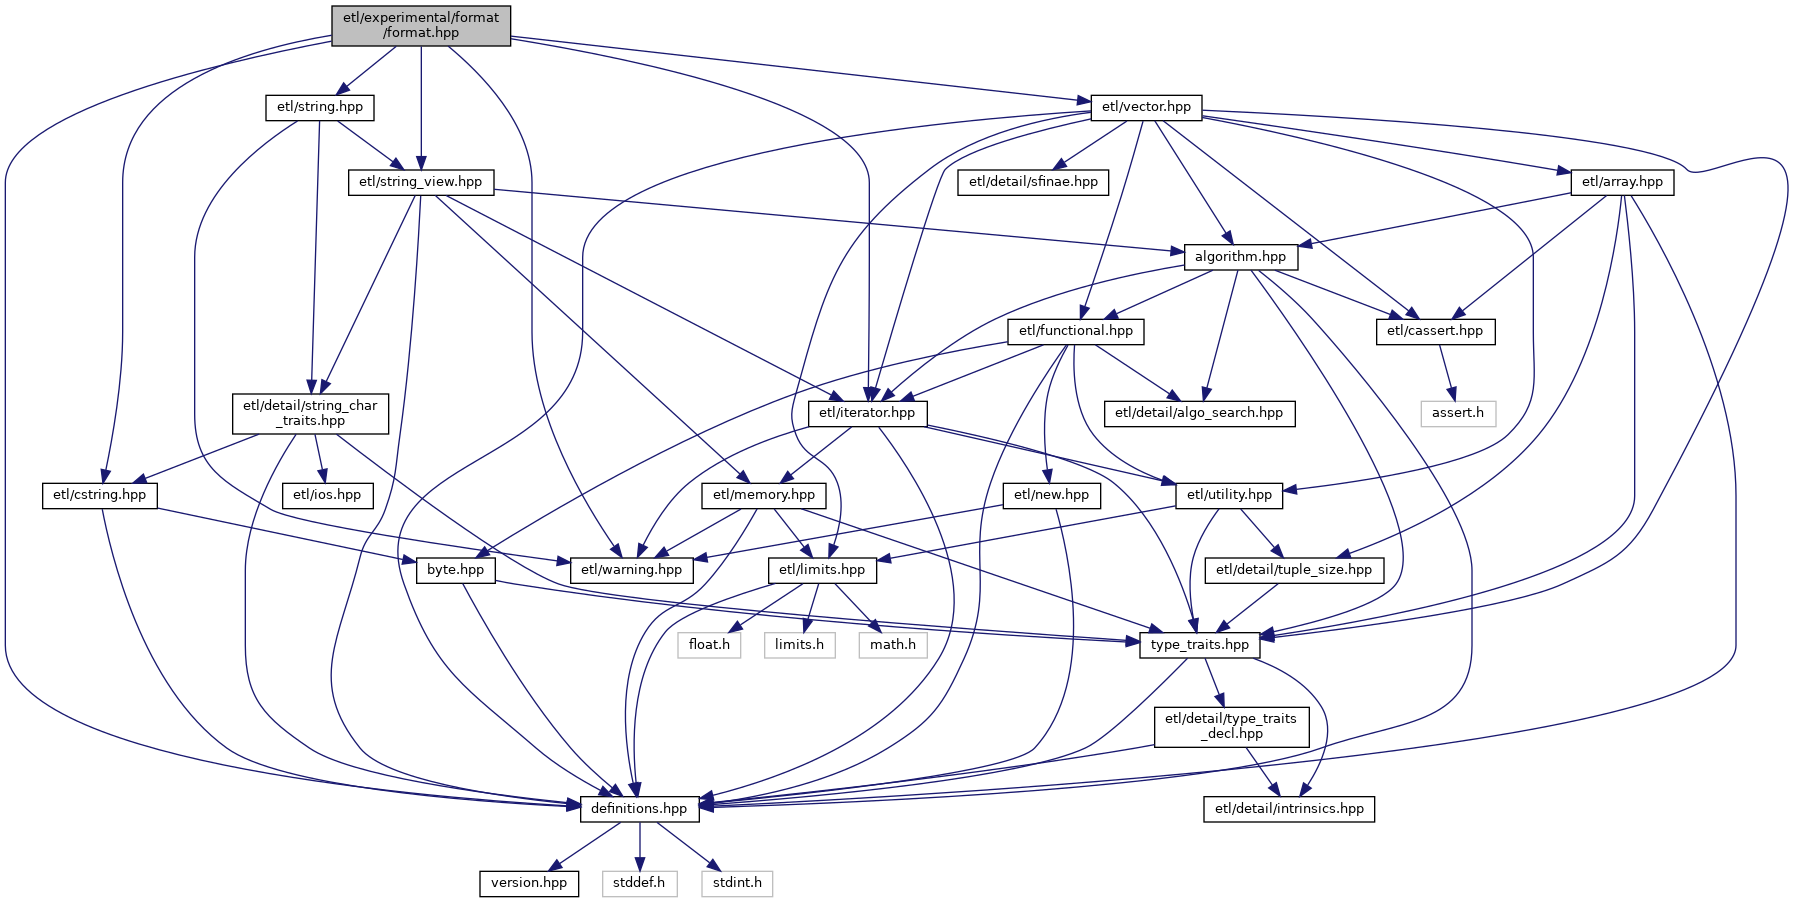 etl/experimental/format
/format.hpp
etl/string.hpp
etl/vector.hpp
etl/string_view.hpp
etl/detail/sfinae.hpp
etl/array.hpp
algorithm.hpp
etl/functional.hpp
etl/cassert.hpp
etl/detail/string_char
_traits.hpp
etl/iterator.hpp
etl/detail/algo_search.hpp
assert.h
etl/cstring.hpp
etl/ios.hpp
etl/memory.hpp
etl/new.hpp
etl/utility.hpp
byte.hpp
etl/warning.hpp
etl/limits.hpp
etl/detail/tuple_size.hpp
float.h
limits.h
math.h
type_traits.hpp
etl/detail/type_traits
_decl.hpp
definitions.hpp
etl/detail/intrinsics.hpp
version.hpp
stddef.h
stdint.h